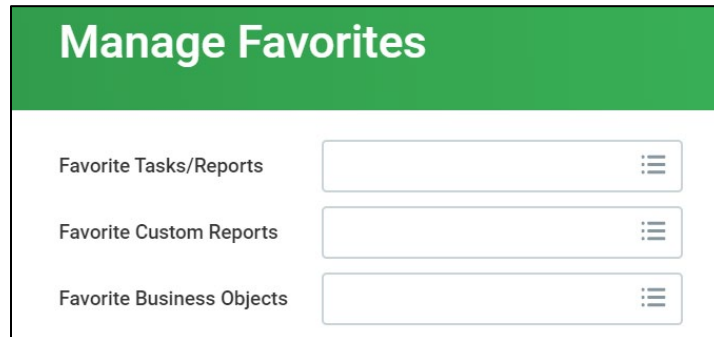 Manage Favorites
Favorite Tasks/Reports
Favorite Custom Reports
Favorite Business Objects